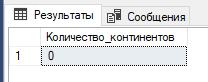 Результаты Сообщения
Количество_континентов
1 0